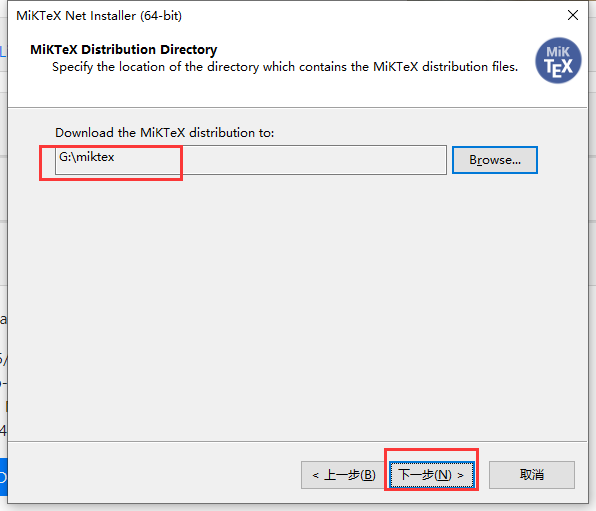 MiKTeX Net Installer (64-bit)
MiKTeX Distribution Directory
Specify the location of the directory which contains the MiKTeX distribution files.
MiK
TEX
Download the MiKTeX distribution to:
G:\miktex
Browse...
< 上一步(B)
下一步(N) >
取消